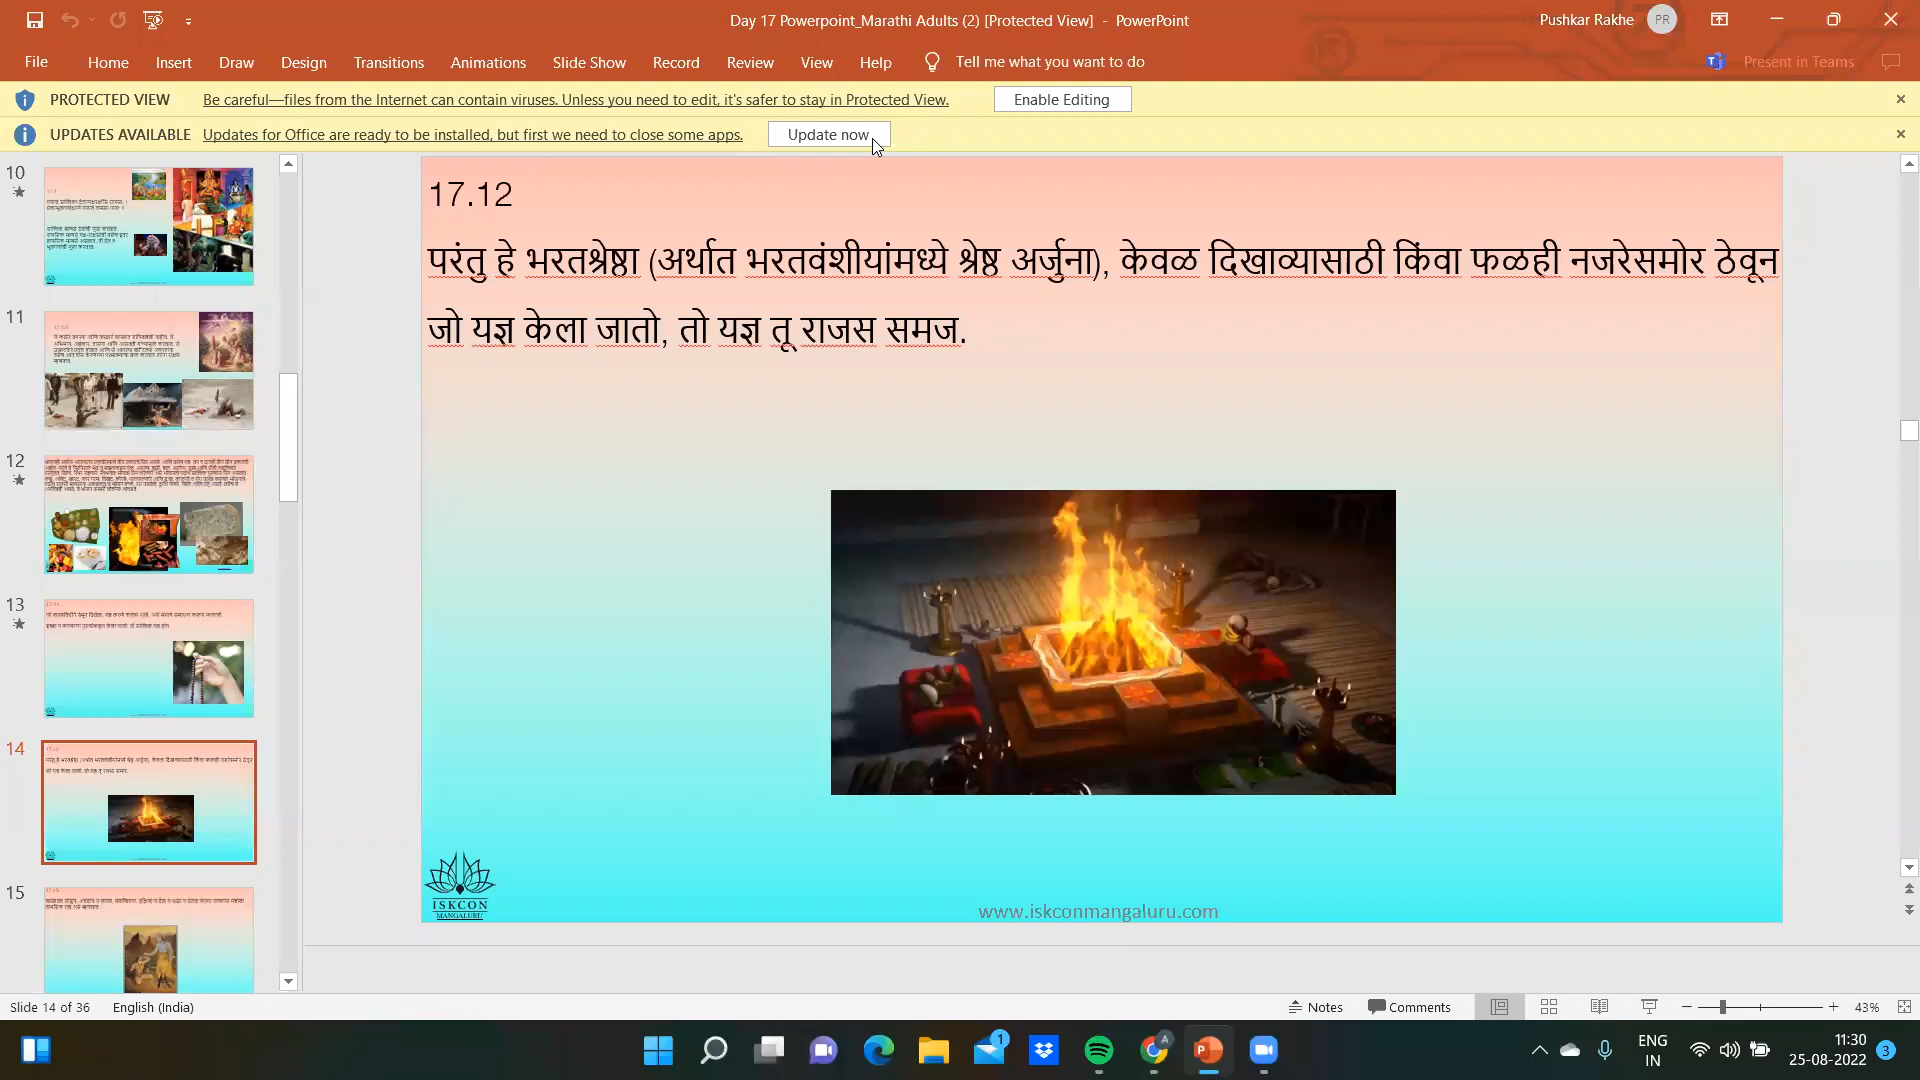 Day 17 Powerpoint_Marathi Adults (2) [Protected View] - PowerPoint
Pushkar Rakhe
PR
File Home Insert Draw Design Transitions Animations Slide Show Record Review View Help Tell me what you want to do
Present in Teams
PROTECTED VIEW Be careful—files from the Internet can contain viruses. Unless you need to edit, it's safer to stay in Protected View. Enable Editing
UPDATES AVAILABLE Updates for Office are ready to be installed, but first we need to close some apps. Update now
10
11
12
13
14
15
17.12
परंतु हे भरतश्रेष्ठा (अर्थात भरतवंशीयांमध्ये श्रेष्ठ अर्जुना), केवळ दिखाव्यासाठी किंवा फळही नजरेसमोर ठेवून
जो यज्ञ केला जातो, तो यज्ञ तू राजस समज.
ISKCON
MANGALURU
www.iskconmangaluru.com
Slide 14 of 36 English (India)
Notes Comments 43%
1
A
ENG
IN
11:30
25-08-2022
3